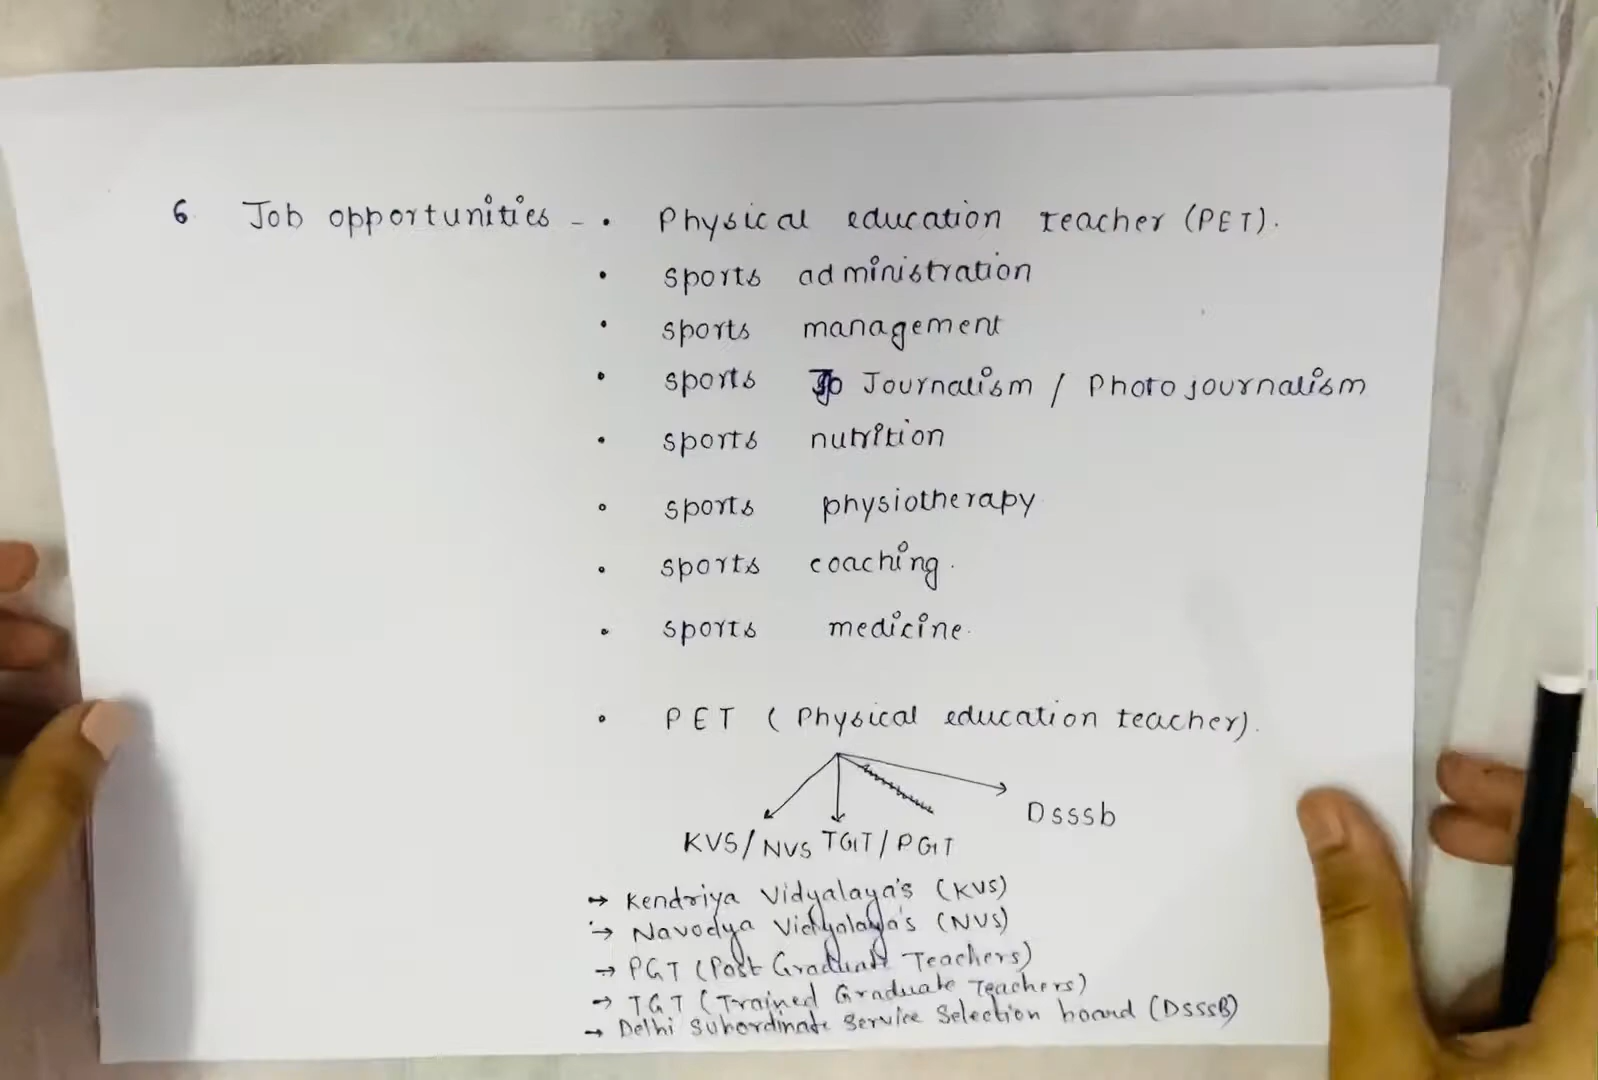 6. Job opportunities - • Physical education teacher (PET).
• sports administration
• sports management
• sports Journalism / Photojournalism
• sports nutrition
• sports physiotherapy
• sports coaching.
• sports medicine.
• PET (Physical education teacher).
Dsssb
KVS/NVS TGT/PGT
→ Kendriya Vidyalaya's (KVS)
→ Navodya Vidyalaya's (NVS)
→ PGT (Post Graduate Teachers)
→ TGT (Trained Graduate Teachers)
→ Delhi Subordinate Service Selection board (DSSSB)